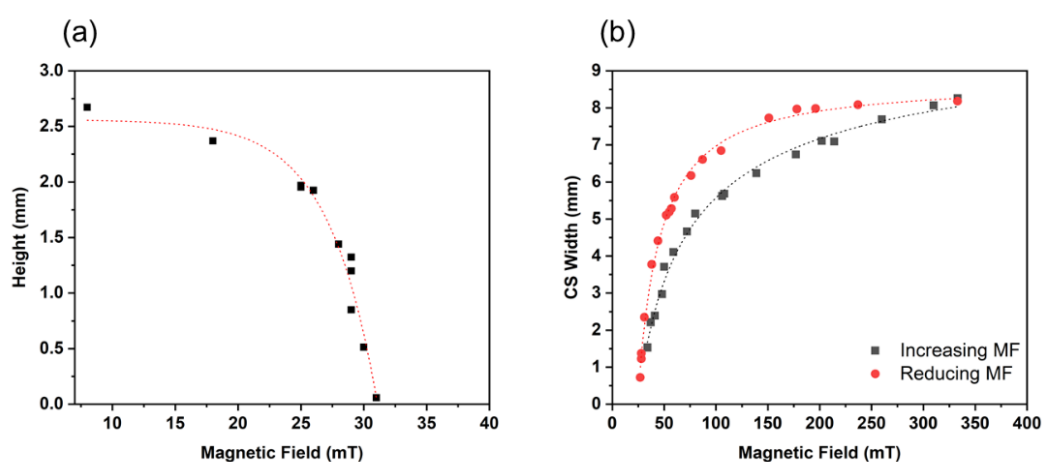 (a)
3.0
2.5
2.0
1.5
1.0
0.5
0.0
Height (mm)
10 15 20 25 30 35 40
Magnetic Field (mT)
(b)
9
8
7
6
5
4
3
2
1
0
CS Width (mm)
0 50 100 150 200 250 300 350 400
Magnetic Field (mT)
Increasing MF
Reducing MF